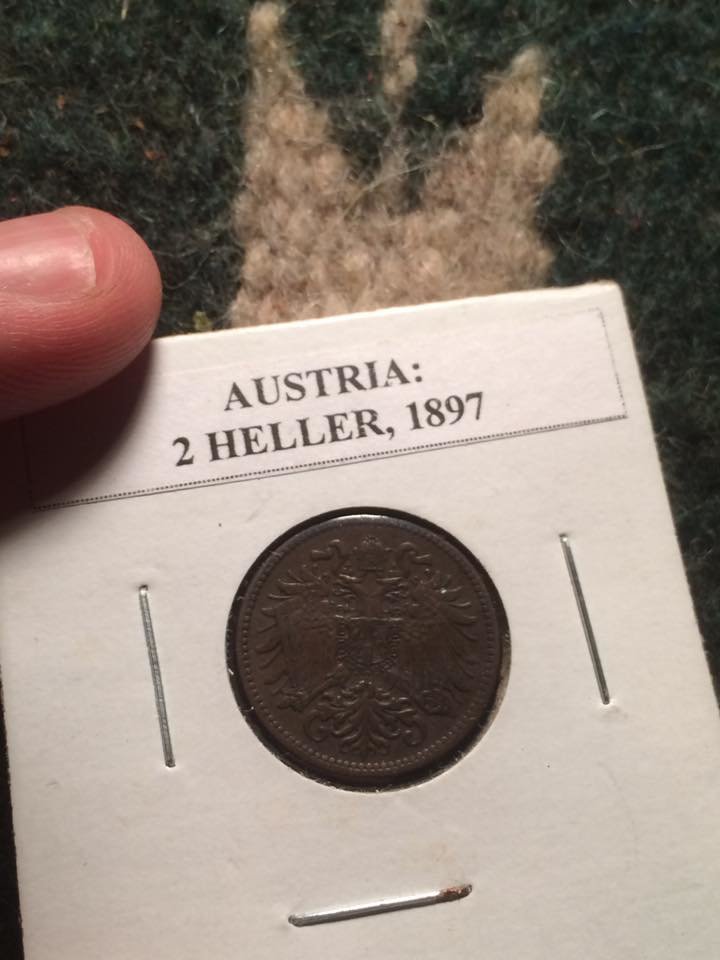 AUSTRIA:
2 HELLER, 1897